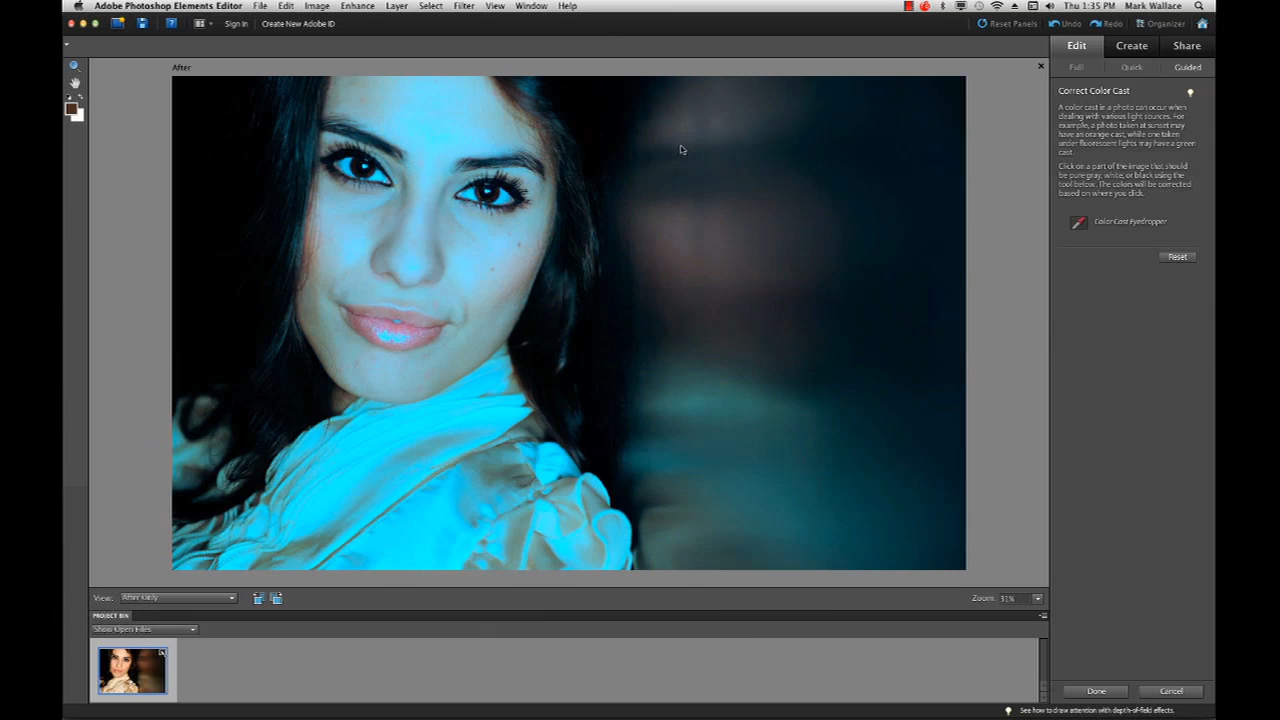 Adobe Photoshop Elements Editor File Edit Image Enhance Layer Select Filter View Window Help Thu 1:35 PM Mark Wallace
Sign In Create New Adobe ID Reset Panels Undo Redo Organizer
Edit Create Share
After
Full Quick Guided
Correct Color Cast
A color cast in a photo can occur when
dealing with various light sources. For
example, a photo taken at sunset may
have an orange cast, while one taken
under fluorescent lights may have a green
cast.
Click on a part of the image that should
be pure gray, white, or black using the
tool below. The colors will be corrected
based on where you click.
Color Cast Eyedropper
Reset
View: After Only Zoom: 31%
PROJECT BIN
Show Open Files
Done Cancel
See how to draw attention with depth-of-field effects.